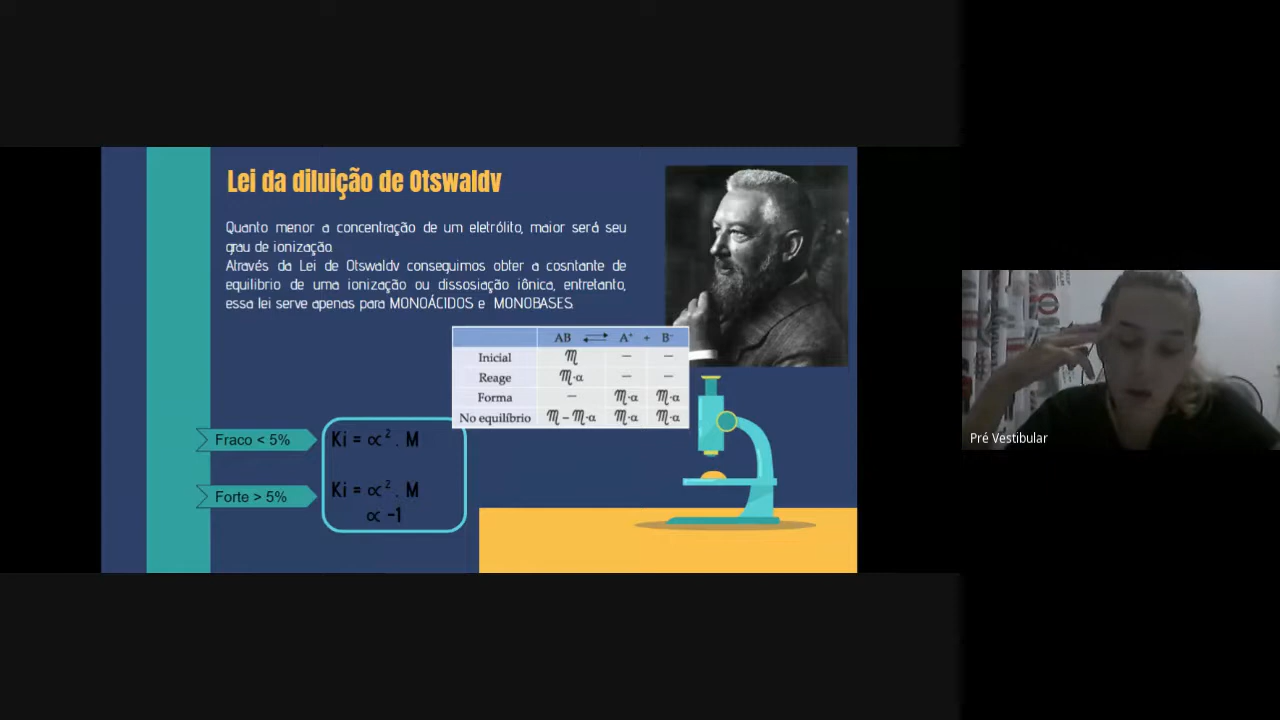 Lei da diluição de Otswaldv
Quanto menor a concentração de um eletrólito, maior será seu
grau de ionização.
Através da Lei de Otswaldv conseguimos obter a cosntante de
equilibrio de uma ionização ou dissosiação iônica, entretanto,
essa lei serve apenas para MONOÁCIDOS e MONOBASES.
AB ⇌ A⁺ + B⁻
Inicial ɱ — —
Reage ɱ·α — —
Forma — ɱ·α ɱ·α
No equilíbrio ɱ – ɱ·α ɱ·α ɱ·α
Fraco < 5%
Ki = ∝² . M
Forte > 5%
Ki = ∝² . M
∝ -1
Pré Vestibular